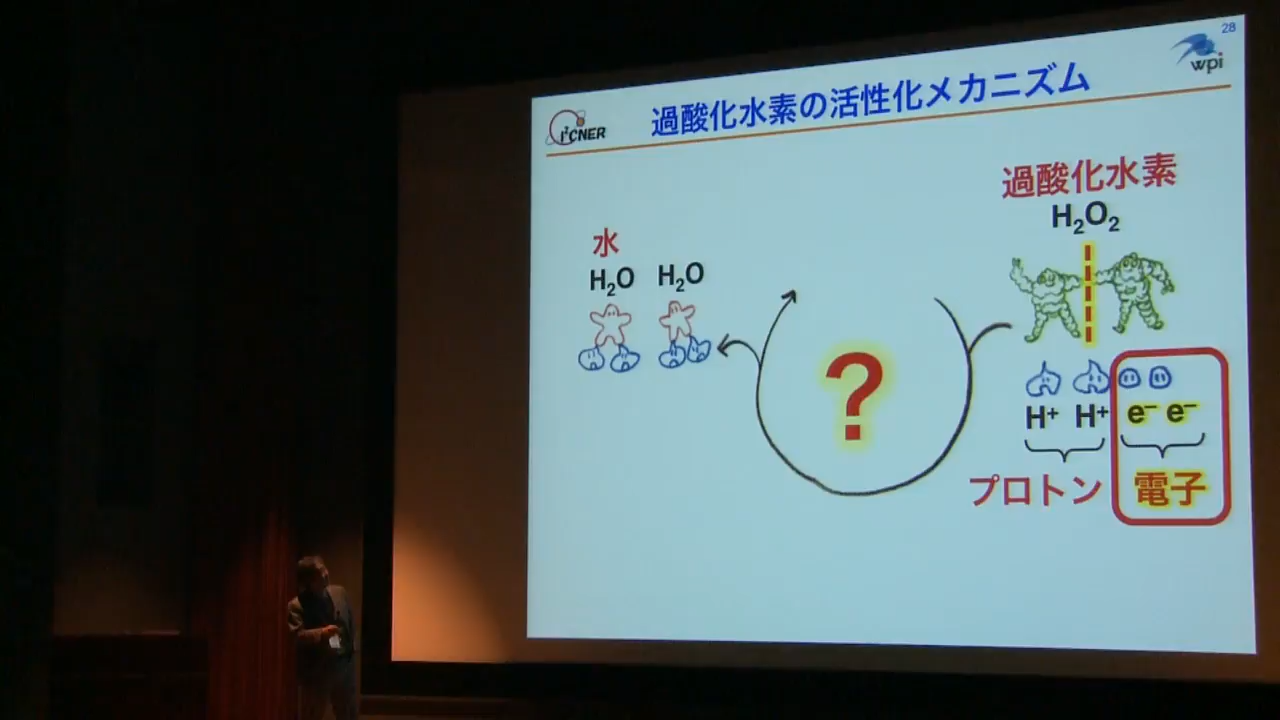 28
wpi
I²CNER
過酸化水素の活性化メカニズム
過酸化水素
H₂O₂
水
H₂O H₂O
?
H⁺ H⁺ e⁻ e⁻
プロトン 電子